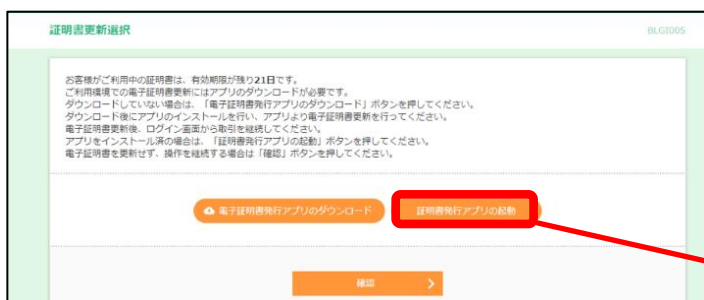 証明書更新選択
BLGI005
お客様がご利用中の証明書は、有効期限が残り21日です。
ご利用環境での電子証明書更新にはアプリのダウンロードが必要です。
ダウンロードしていない場合は、「電子証明書発行アプリのダウンロード」ボタンを押してください。
ダウンロード後にアプリのインストールを行い、アプリより電子証明書更新を行ってください。
電子証明書更新後、ログイン画面から取引を継続してください。
アプリをインストール済の場合は、「証明書発行アプリの起動」ボタンを押してください。
電子証明書を更新せず、操作を継続する場合は「確認」ボタンを押してください。
電子証明書発行アプリのダウンロード
証明書発行アプリの起動
確認